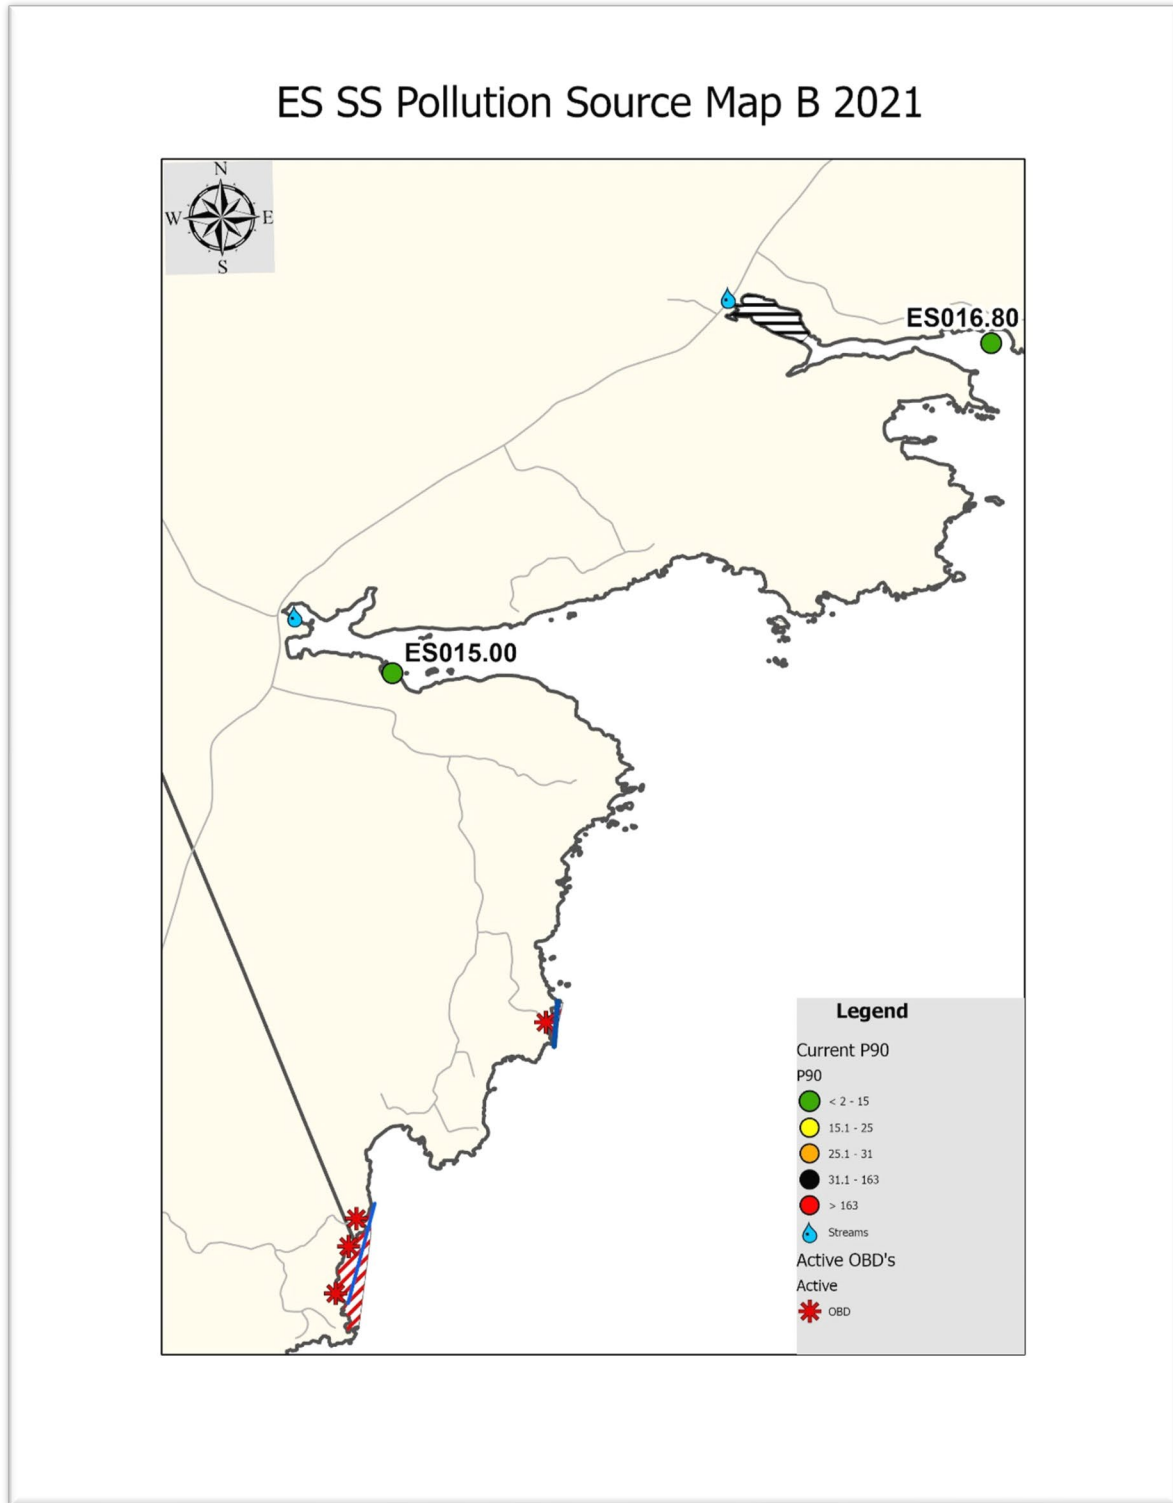 ES SS Pollution Source Map B 2021
N
W E
S
ES016.80
ES015.00
Legend
Current P90
P90
< 2 - 15
15.1 - 25
25.1 - 31
31.1 - 163
> 163
Streams
Active OBD's
Active
OBD